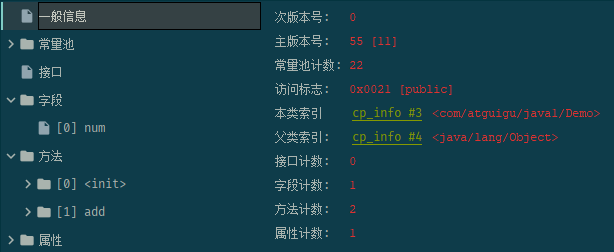 一般信息
常量池
接口
字段
[0] num
方法
[0] <init>
[1] add
属性
次版本号: 0
主版本号: 55 [11]
常量池计数: 22
访问标志: 0x0021 [public]
本类索引 cp_info #3 <com/atguigu/java1/Demo>
父类索引 cp_info #4 <java/lang/Object>
接口计数: 0
字段计数: 1
方法计数: 2
属性计数: 1